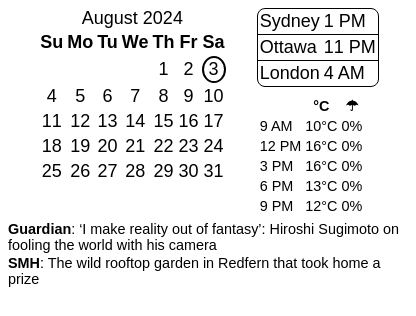 August 2024
Su Mo Tu We Th Fr Sa
1 2 3
4 5 6 7 8 9 10
11 12 13 14 15 16 17
18 19 20 21 22 23 24
25 26 27 28 29 30 31
Sydney 1 PM
Ottawa 11 PM
London 4 AM
°C ☂
9 AM 10°C 0%
12 PM 16°C 0%
3 PM 16°C 0%
6 PM 13°C 0%
9 PM 12°C 0%
Guardian: ‘I make reality out of fantasy’: Hiroshi Sugimoto on
fooling the world with his camera
SMH: The wild rooftop garden in Redfern that took home a
prize